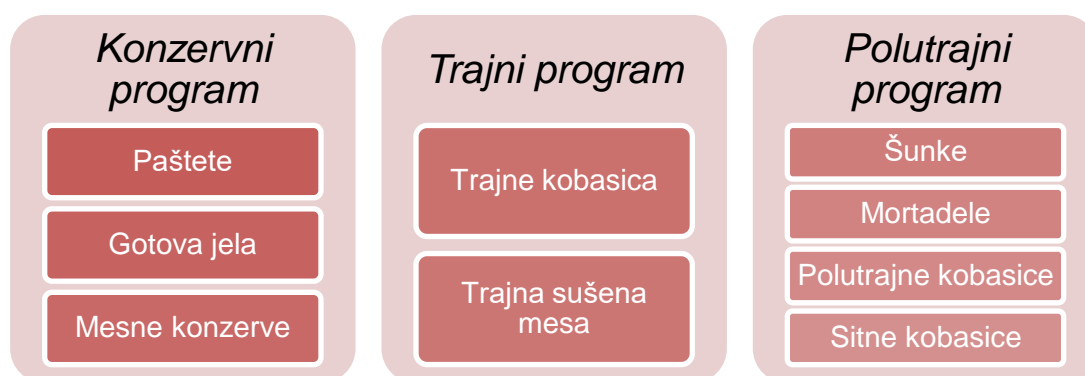 Konzervni
program
Paštete
Gotova jela
Mesne konzerve
Trajni program
Trajne kobasica
Trajna sušena
mesa
Polutrajni
program
Šunke
Mortadele
Polutrajne kobasice
Sitne kobasice